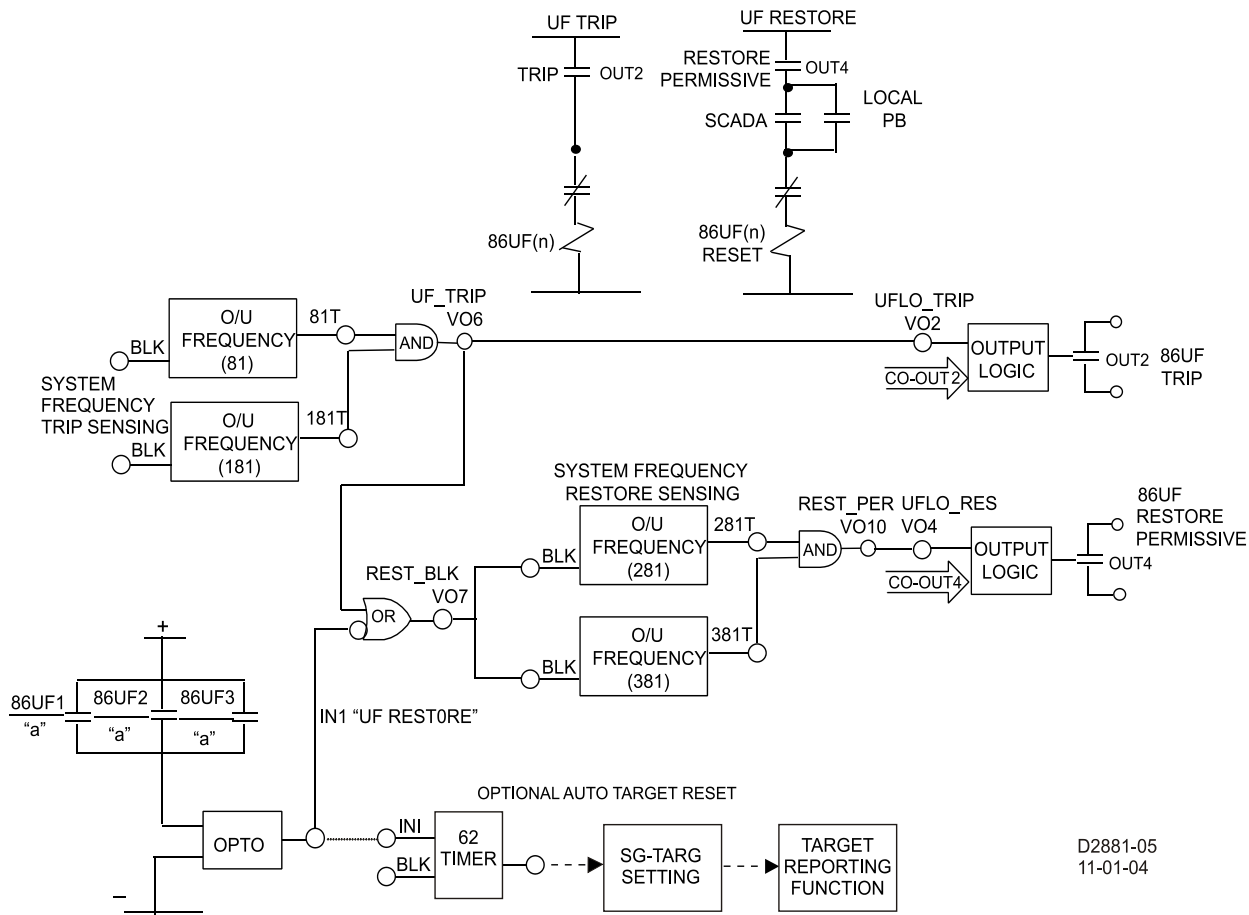 UF TRIP
TRIP
OUT2
86UF(n)
UF RESTORE
RESTORE
PERMISSIVE
OUT4
SCADA
LOCAL
PB
86UF(n)
RESET
SYSTEM
FREQUENCY
TRIP SENSING
BLK
O/U
FREQUENCY
(81)
81T
BLK
O/U
FREQUENCY
(181)
181T
AND
UF_TRIP
VO6
UFLO_TRIP
VO2
CO-OUT2
OUTPUT
LOGIC
OUT2
86UF
TRIP
SYSTEM FREQUENCY
RESTORE SENSING
REST_BLK
VO7
OR
BLK
O/U
FREQUENCY
(281)
281T
BLK
O/U
FREQUENCY
(381)
381T
AND
REST_PER
VO10
UFLO_RES
VO4
CO-OUT4
OUTPUT
LOGIC
OUT4
86UF
RESTORE
PERMISSIVE
+
86UF1
"a"
86UF2
"a"
86UF3
"a"
IN1 "UF REST0RE"
–
OPTO
OPTIONAL AUTO TARGET RESET
INI
BLK
62
TIMER
SG-TARG
SETTING
TARGET
REPORTING
FUNCTION
D2881-05
11-01-04